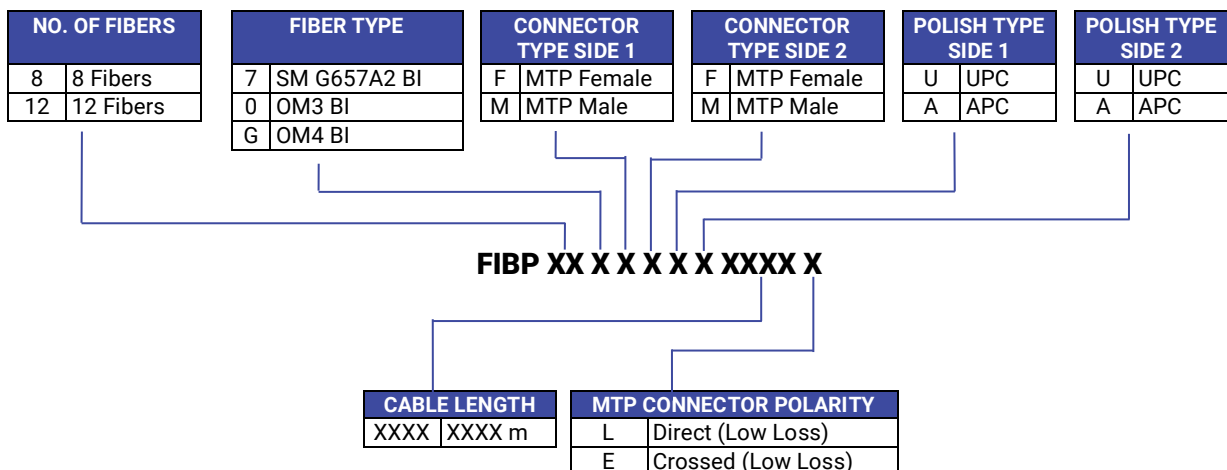 NO. OF FIBERS
8 8 Fibers
12 12 Fibers
FIBER TYPE
7 SM G657A2 BI
0 OM3 BI
G OM4 BI
CONNECTOR
TYPE SIDE 1
F MTP Female
M MTP Male
CONNECTOR
TYPE SIDE 2
F MTP Female
M MTP Male
POLISH TYPE
SIDE 1
U UPC
A APC
POLISH TYPE
SIDE 2
U UPC
A APC
FIBP XX X X X X X XXXX X
CABLE LENGTH
XXXX XXXX m
MTP CONNECTOR POLARITY
L Direct (Low Loss)
E Crossed (Low Loss)